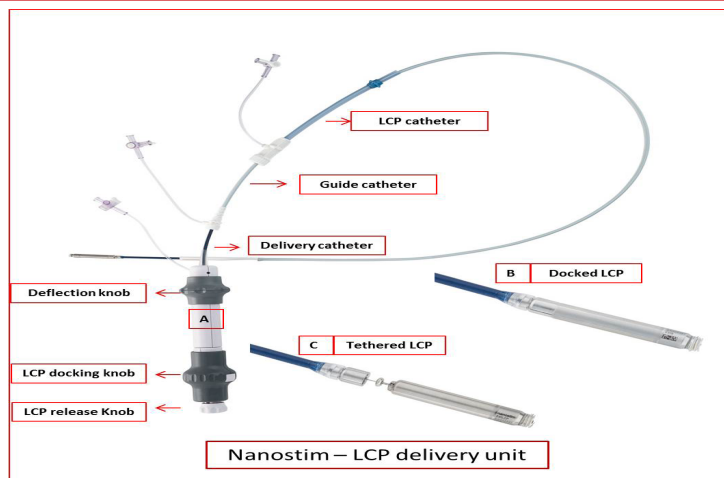 LCP catheter
Guide catheter
Delivery catheter
Deflection knob
A
LCP docking knob
LCP release Knob
B Docked LCP
C Tethered LCP
Nanostim – LCP delivery unit